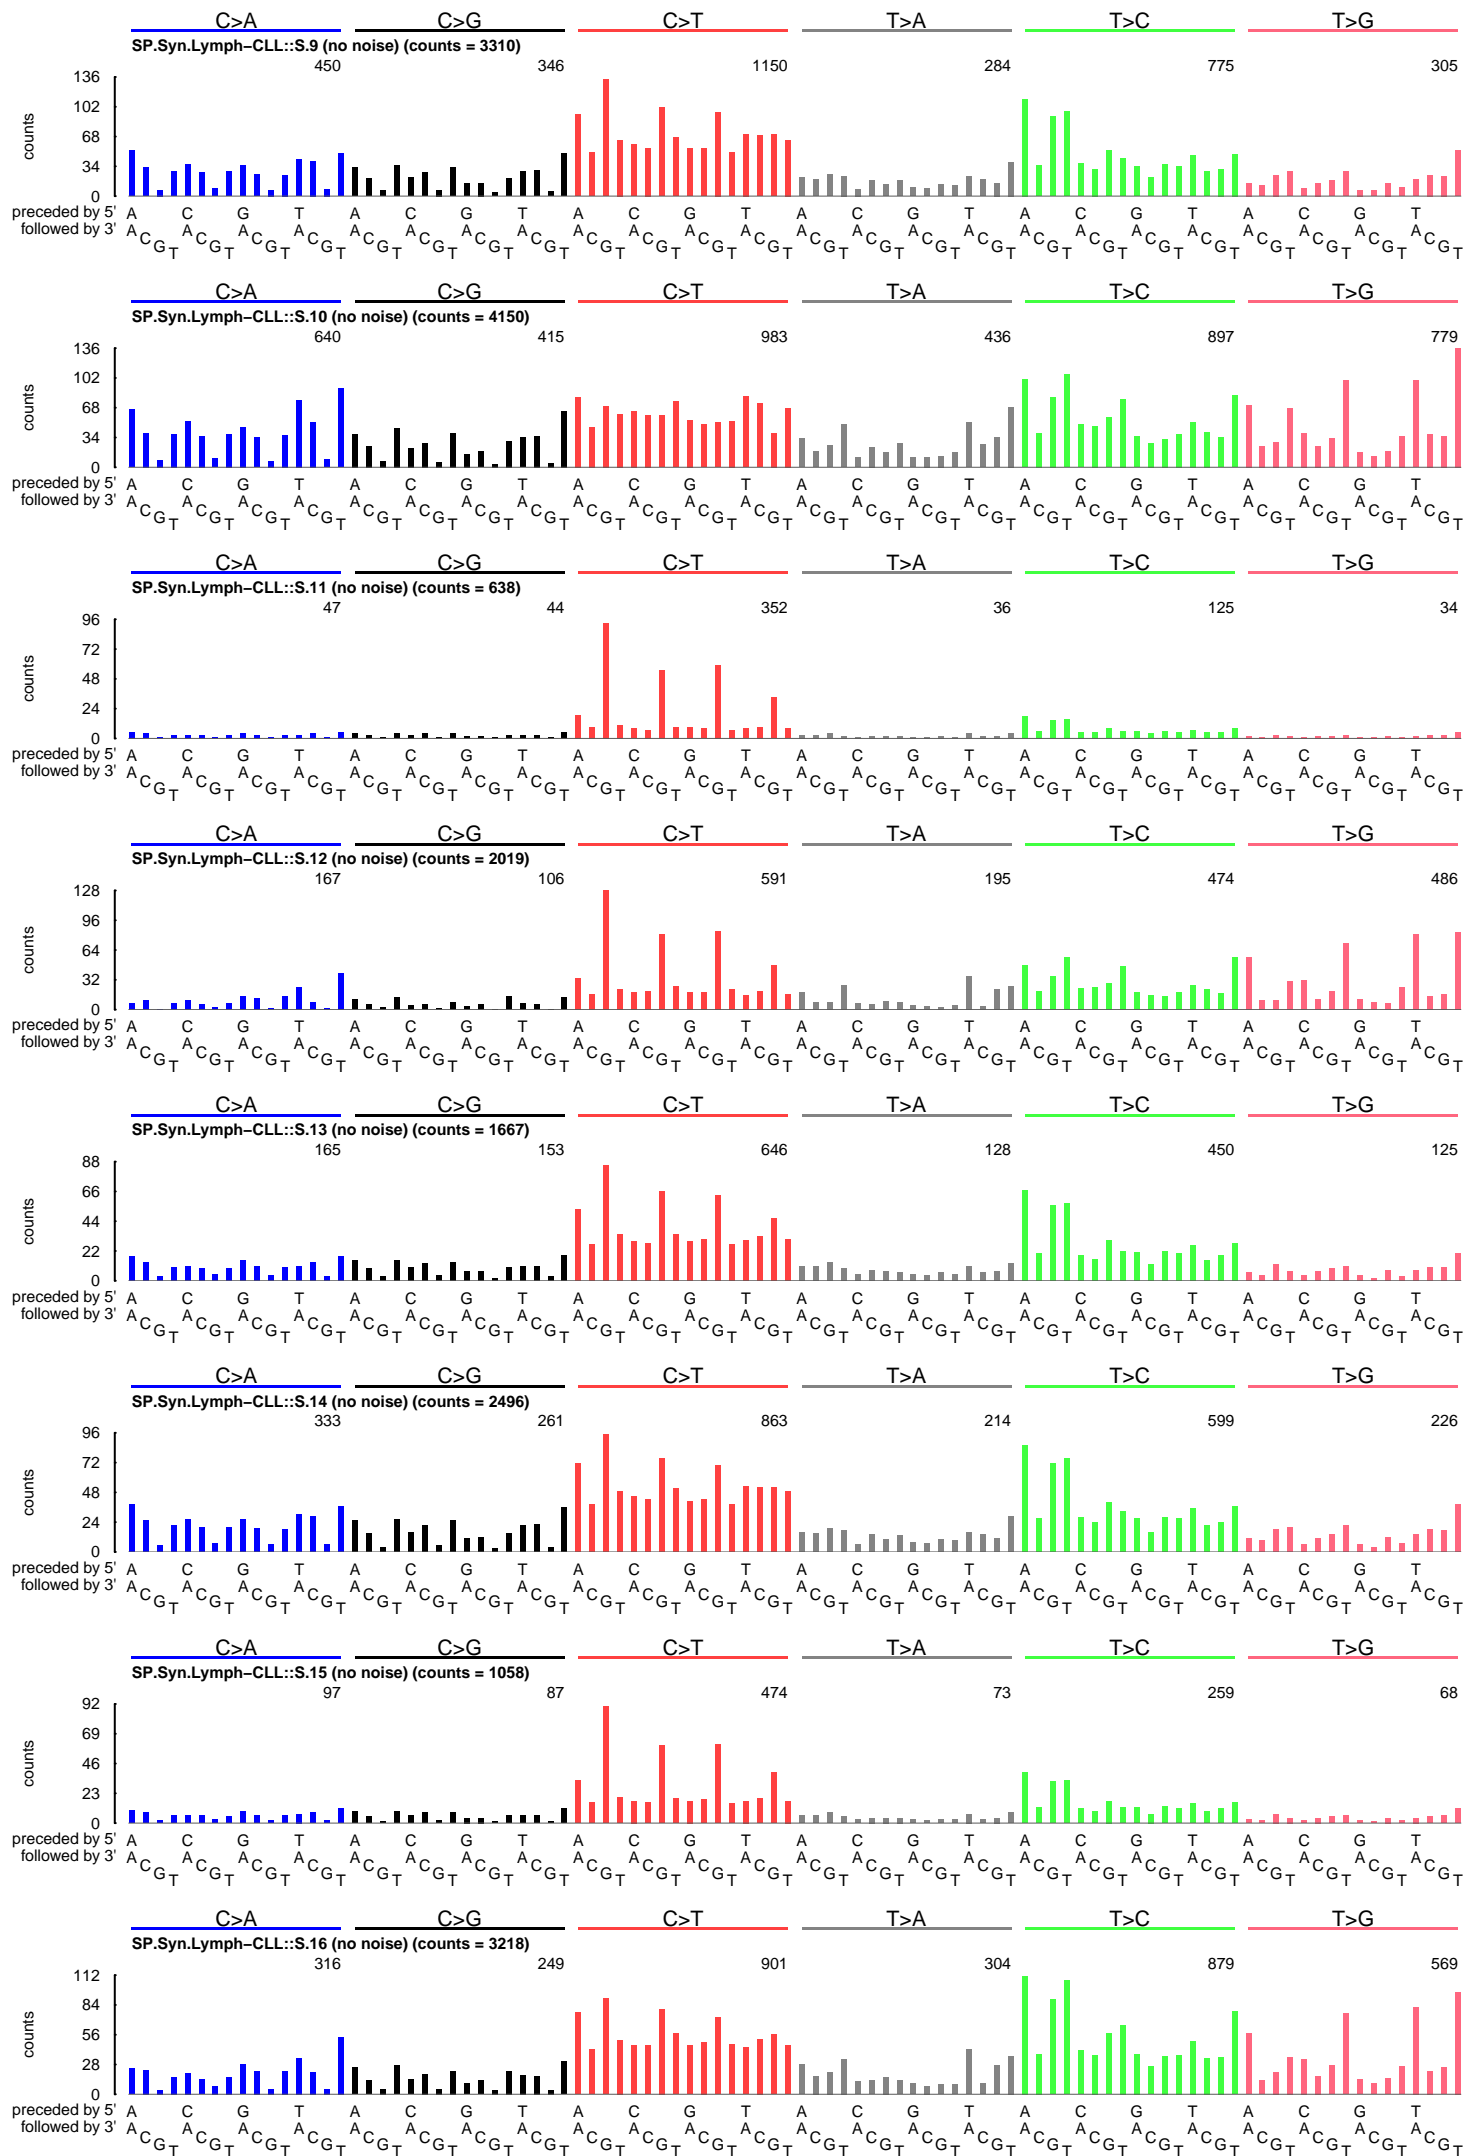 C>A C>G C>T T>A T>C T>G
SP.Syn.Lymph−CLL::S.9 (no noise) (counts = 3310)
450 346 1150 284 775 305
136
102
68
34
0
counts
preceded by 5' A C G T A C G T A C G T A C G T A C G T A C G T
followed by 3' A C G T A C G T A C G T A C G T A C G T A C G T A C G T A C G T A C G T A C G T A C G T A C G T A C G T A C G T A C G T A C G T A C G T A C G T A C G T A C G T A C G T A C G T A C G T A C G T
C>A C>G C>T T>A T>C T>G
SP.Syn.Lymph−CLL::S.10 (no noise) (counts = 4150)
640 415 983 436 897 779
136
102
68
34
0
counts
preceded by 5' A C G T A C G T A C G T A C G T A C G T A C G T
followed by 3' A C G T A C G T A C G T A C G T A C G T A C G T A C G T A C G T A C G T A C G T A C G T A C G T A C G T A C G T A C G T A C G T A C G T A C G T A C G T A C G T A C G T A C G T A C G T A C G T
C>A C>G C>T T>A T>C T>G
SP.Syn.Lymph−CLL::S.11 (no noise) (counts = 638)
47 44 352 36 125 34
96
72
48
24
0
counts
preceded by 5' A C G T A C G T A C G T A C G T A C G T A C G T
followed by 3' A C G T A C G T A C G T A C G T A C G T A C G T A C G T A C G T A C G T A C G T A C G T A C G T A C G T A C G T A C G T A C G T A C G T A C G T A C G T A C G T A C G T A C G T A C G T A C G T
C>A C>G C>T T>A T>C T>G
SP.Syn.Lymph−CLL::S.12 (no noise) (counts = 2019)
167 106 591 195 474 486
128
96
64
32
0
counts
preceded by 5' A C G T A C G T A C G T A C G T A C G T A C G T
followed by 3' A C G T A C G T A C G T A C G T A C G T A C G T A C G T A C G T A C G T A C G T A C G T A C G T A C G T A C G T A C G T A C G T A C G T A C G T A C G T A C G T A C G T A C G T A C G T A C G T
C>A C>G C>T T>A T>C T>G
SP.Syn.Lymph−CLL::S.13 (no noise) (counts = 1667)
165 153 646 128 450 125
88
66
44
22
0
counts
preceded by 5' A C G T A C G T A C G T A C G T A C G T A C G T
followed by 3' A C G T A C G T A C G T A C G T A C G T A C G T A C G T A C G T A C G T A C G T A C G T A C G T A C G T A C G T A C G T A C G T A C G T A C G T A C G T A C G T A C G T A C G T A C G T A C G T
C>A C>G C>T T>A T>C T>G
SP.Syn.Lymph−CLL::S.14 (no noise) (counts = 2496)
333 261 863 214 599 226
96
72
48
24
0
counts
preceded by 5' A C G T A C G T A C G T A C G T A C G T A C G T
followed by 3' A C G T A C G T A C G T A C G T A C G T A C G T A C G T A C G T A C G T A C G T A C G T A C G T A C G T A C G T A C G T A C G T A C G T A C G T A C G T A C G T A C G T A C G T A C G T A C G T
C>A C>G C>T T>A T>C T>G
SP.Syn.Lymph−CLL::S.15 (no noise) (counts = 1058)
97 87 474 73 259 68
92
69
46
23
0
counts
preceded by 5' A C G T A C G T A C G T A C G T A C G T A C G T
followed by 3' A C G T A C G T A C G T A C G T A C G T A C G T A C G T A C G T A C G T A C G T A C G T A C G T A C G T A C G T A C G T A C G T A C G T A C G T A C G T A C G T A C G T A C G T A C G T A C G T
C>A C>G C>T T>A T>C T>G
SP.Syn.Lymph−CLL::S.16 (no noise) (counts = 3218)
316 249 901 304 879 569
112
84
56
28
0
counts
preceded by 5' A C G T A C G T A C G T A C G T A C G T A C G T
followed by 3' A C G T A C G T A C G T A C G T A C G T A C G T A C G T A C G T A C G T A C G T A C G T A C G T A C G T A C G T A C G T A C G T A C G T A C G T A C G T A C G T A C G T A C G T A C G T A C G T